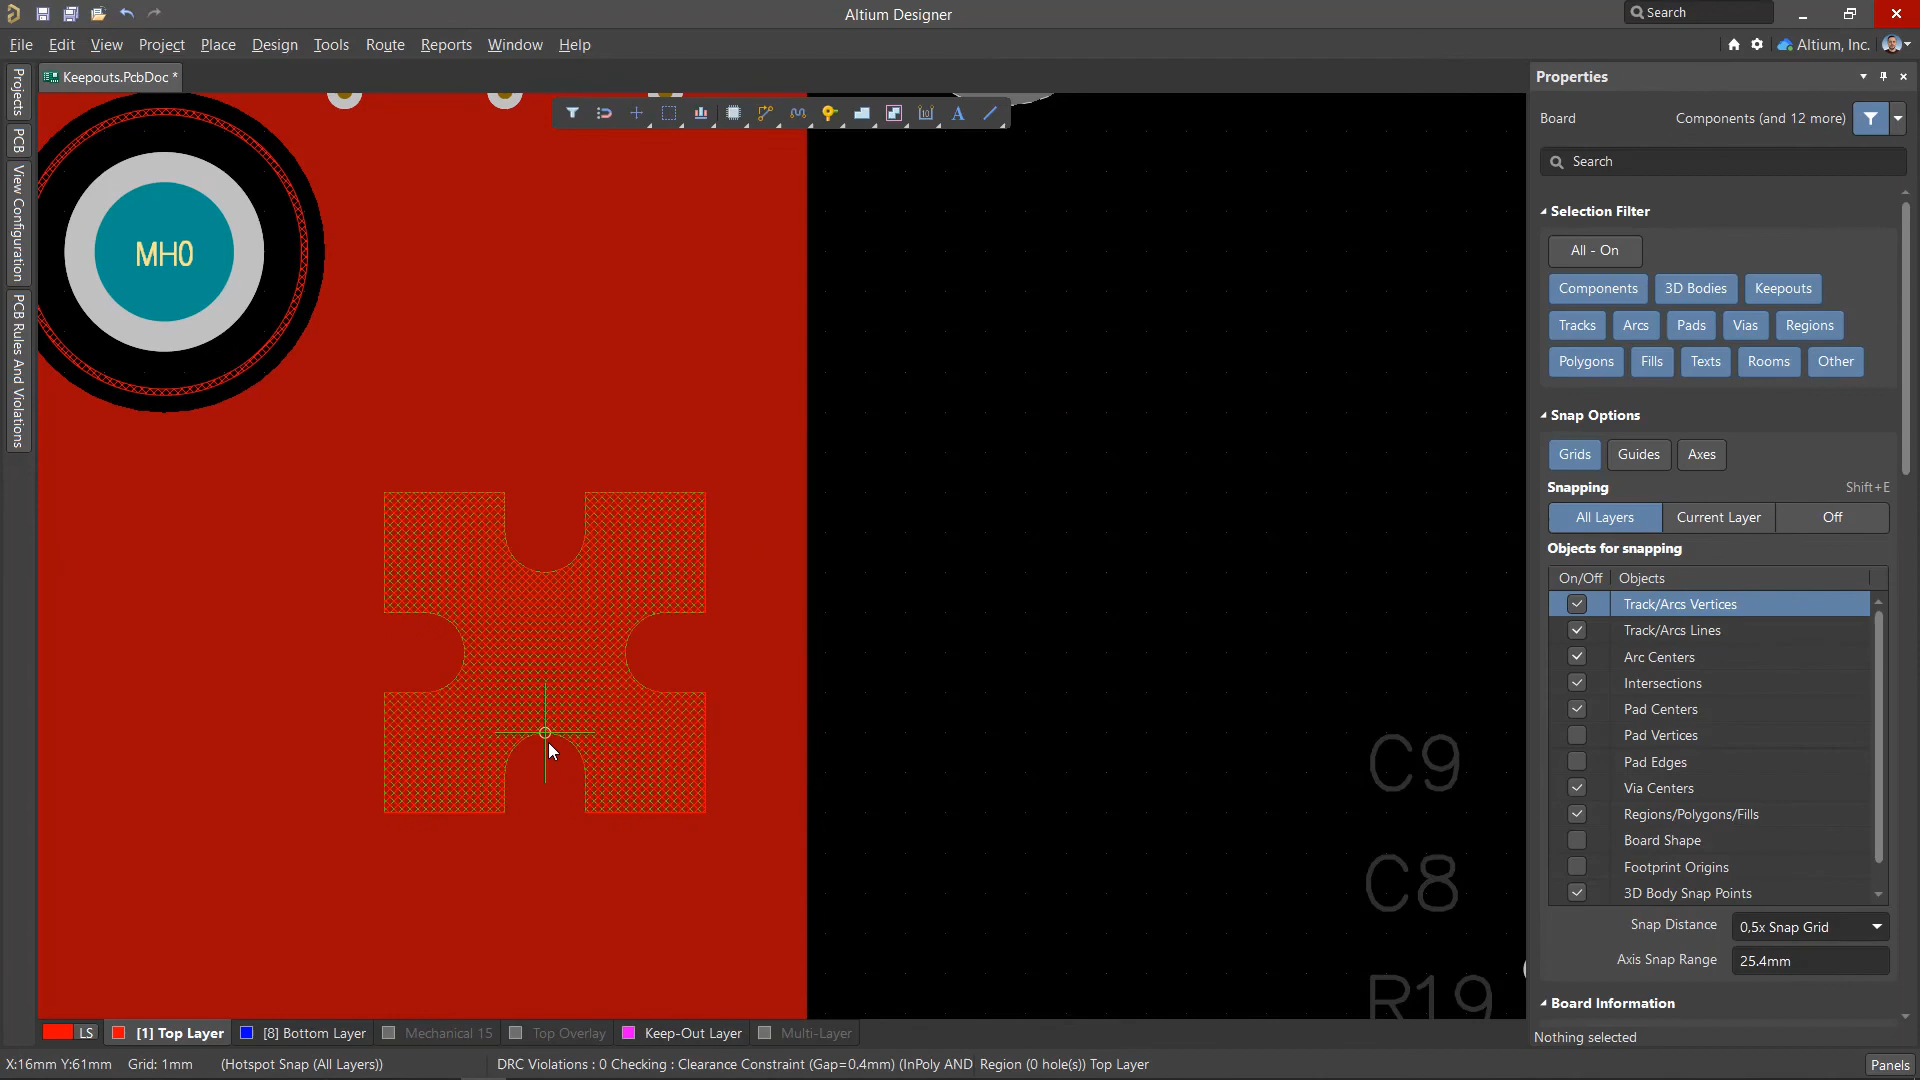 Altium Designer
Search
File Edit View Project Place Design Tools Route Reports Window Help
Altium, Inc.
Projects
PCB
View Configuration
PCB Rules And Violations
Keepouts.PcbDoc *
MH0
C9
C8
R19
Properties
Board Components (and 12 more)
Search
Selection Filter
All - On
Components 3D Bodies Keepouts
Tracks Arcs Pads Vias Regions
Polygons Fills Texts Rooms Other
Snap Options
Grids Guides Axes
Snapping Shift+E
All Layers Current Layer Off
Objects for snapping
On/Off Objects
Track/Arcs Vertices
Track/Arcs Lines
Arc Centers
Intersections
Pad Centers
Pad Vertices
Pad Edges
Via Centers
Regions/Polygons/Fills
Board Shape
Footprint Origins
3D Body Snap Points
Snap Distance 0,5x Snap Grid
Axis Snap Range 25.4mm
Board Information
Nothing selected
LS [1] Top Layer [8] Bottom Layer Mechanical 15 Top Overlay Keep-Out Layer Multi-Layer
X:16mm Y:61mm Grid: 1mm (Hotspot Snap (All Layers)) DRC Violations : 0 Checking : Clearance Constraint (Gap=0.4mm) (InPoly AND Region (0 hole(s)) Top Layer
Panels